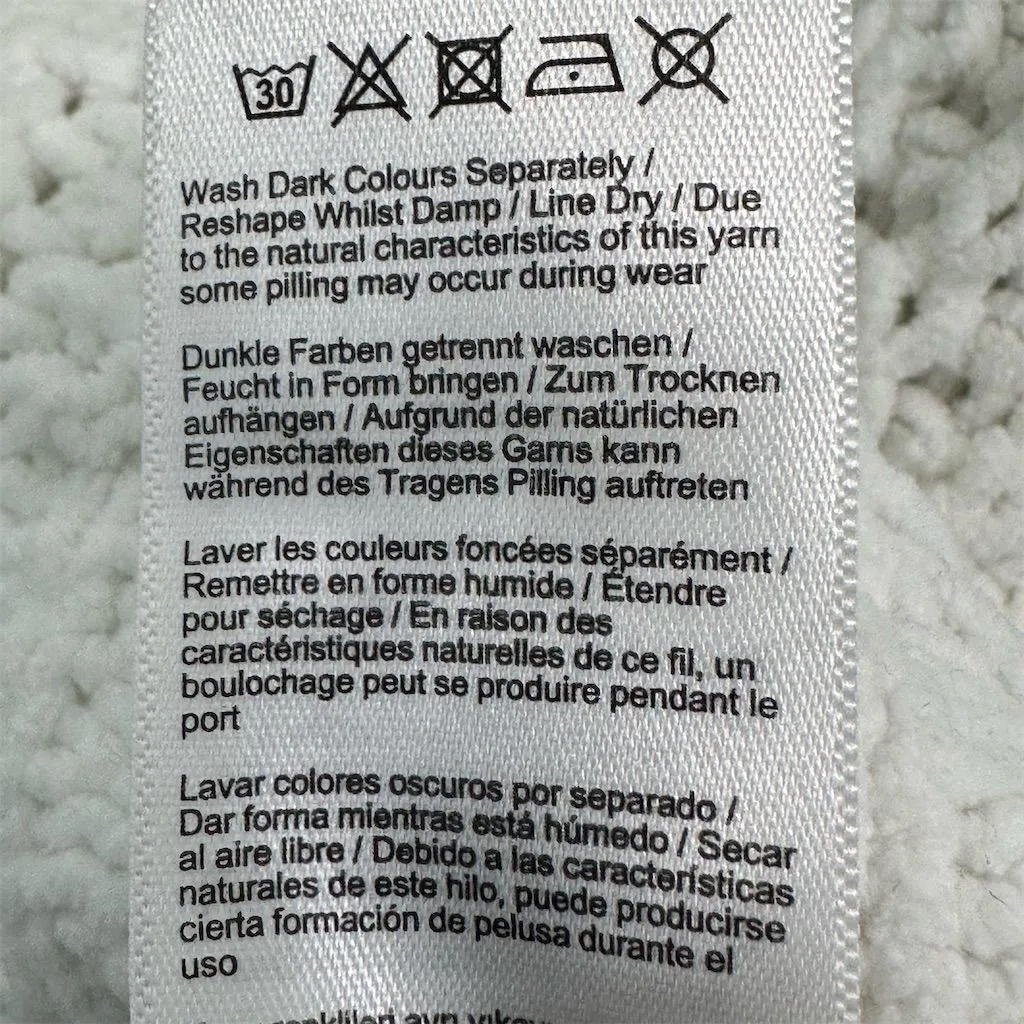 30
Wash Dark Colours Separately /
Reshape Whilst Damp / Line Dry / Due
to the natural characteristics of this yarn
some pilling may occur during wear
Dunkle Farben getrennt waschen /
Feucht in Form bringen / Zum Trocknen
aufhängen / Aufgrund der natürlichen
Eigenschaften dieses Garns kann
während des Tragens Pilling auftreten
Laver les couleurs foncées séparément /
Remettre en forme humide / Étendre
pour séchage / En raison des
caractéristiques naturelles de ce fil, un
boulochage peut se produire pendant le
port
Lavar colores oscuros por separado /
Dar forma mientras está húmedo / Secar
al aire libre / Debido a las características
naturales de este hilo, puede producirse
cierta formación de pelusa durante el
uso